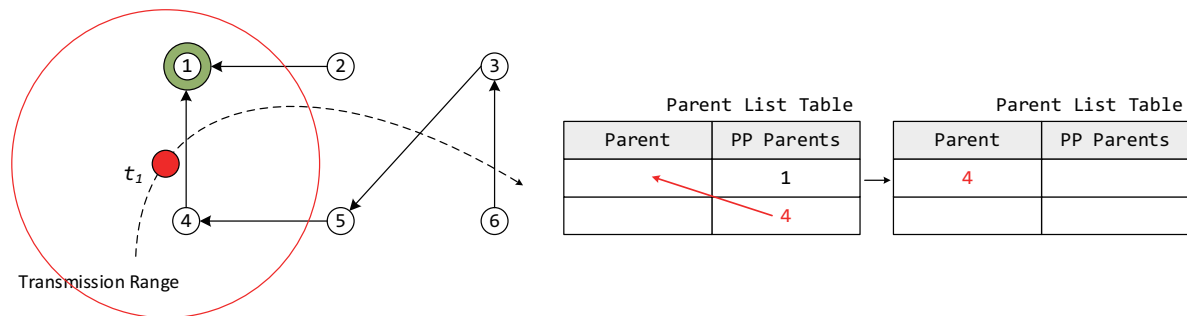 1
2
3
t1
4
5
6
Transmission Range
Parent List Table
Parent PP Parents
1
4
Parent List Table
Parent PP Parents
4